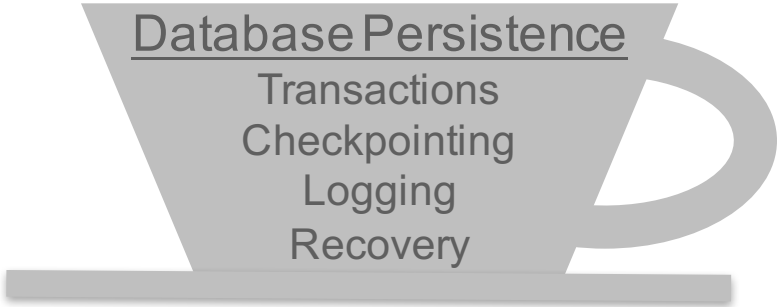 Database Persistence
Transactions
Checkpointing
Logging
Recovery